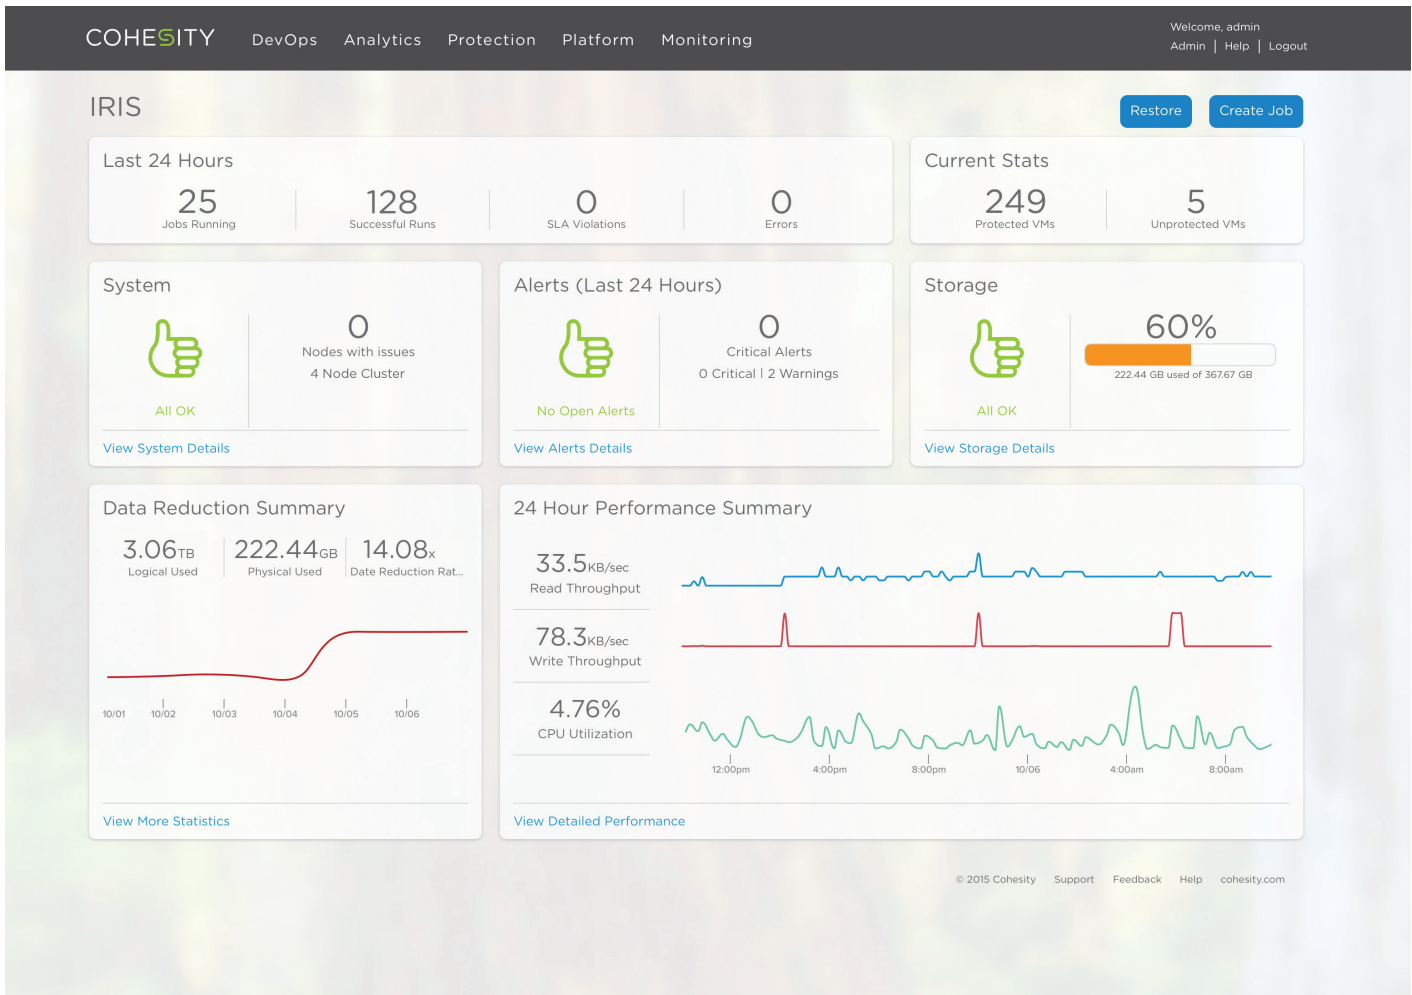 COHESITY DevOps Analytics Protection Platform Monitoring
Welcome, admin
Admin | Help | Logout
IRIS
Restore Create Job
Last 24 Hours
25
Jobs Running
128
Successful Runs
0
SLA Violations
0
Errors
Current Stats
249
Protected VMs
5
Unprotected VMs
System
All OK
0
Nodes with issues
4 Node Cluster
View System Details
Alerts (Last 24 Hours)
No Open Alerts
0
Critical Alerts
0 Critical | 2 Warnings
View Alerts Details
Storage
All OK
60%
222.44 GB used of 367.67 GB
View Storage Details
Data Reduction Summary
3.06TB
Logical Used
222.44GB
Physical Used
14.08x
Date Reduction Rat...
10/01 10/02 10/03 10/04 10/05 10/06
View More Statistics
24 Hour Performance Summary
33.5KB/sec
Read Throughput
78.3KB/sec
Write Throughput
4.76%
CPU Utilization
12:00pm 4:00pm 8:00pm 10/06 4:00am 8:00am
View Detailed Performance
© 2015 Cohesity Support Feedback Help cohesity.com